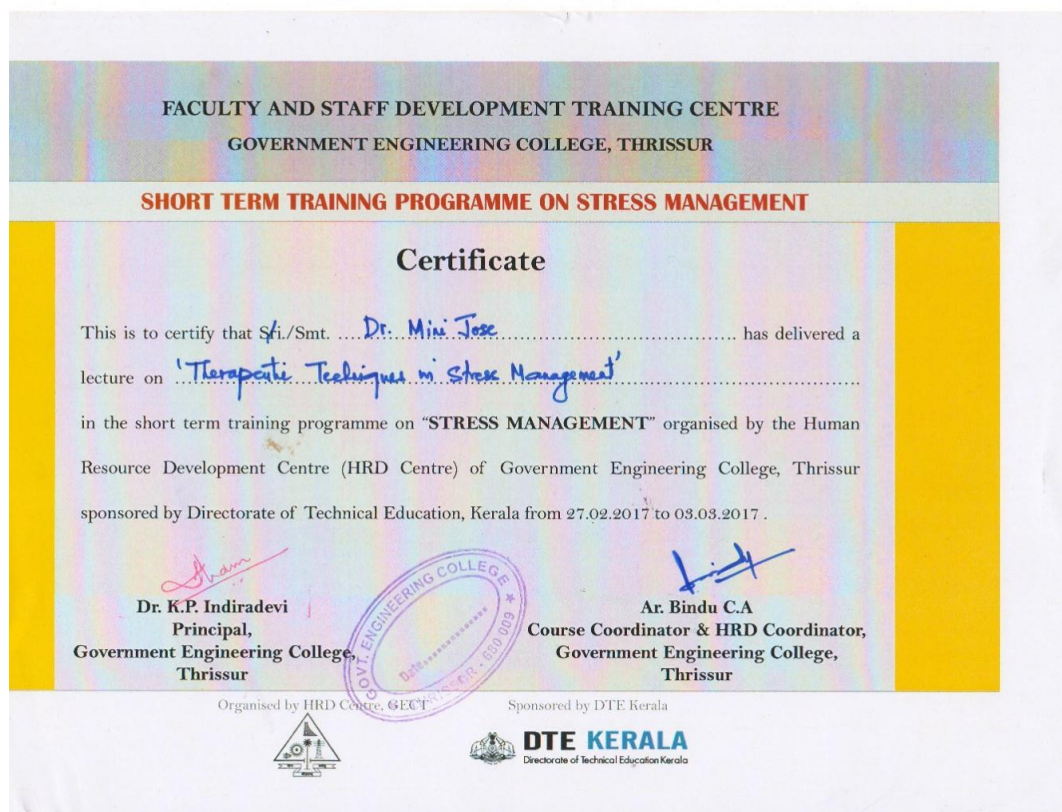 FACULTY AND STAFF DEVELOPMENT TRAINING CENTRE
GOVERNMENT ENGINEERING COLLEGE, THRISSUR
SHORT TERM TRAINING PROGRAMME ON STRESS MANAGEMENT
Certificate
This is to certify that Sri./Smt. ....Dr. Mini Jose.................................................. has delivered a
lecture on 'Therapeutic Techniques in Stress Management'
in the short term training programme on “STRESS MANAGEMENT” organised by the Human
Resource Development Centre (HRD Centre) of Government Engineering College, Thrissur
sponsored by Directorate of Technical Education, Kerala from 27.02.2017 to 03.03.2017 .
Dr. K.P. Indiradevi
Principal,
Government Engineering College,
Thrissur
GOVT. ENGINEERING COLLEGE ★ THRISSUR - 680 009
Date..............
Ar. Bindu C.A
Course Coordinator & HRD Coordinator,
Government Engineering College,
Thrissur
Organised by HRD Centre, GECT
Sponsored by DTE Kerala
DTE KERALA
Directorate of Technical Education Kerala